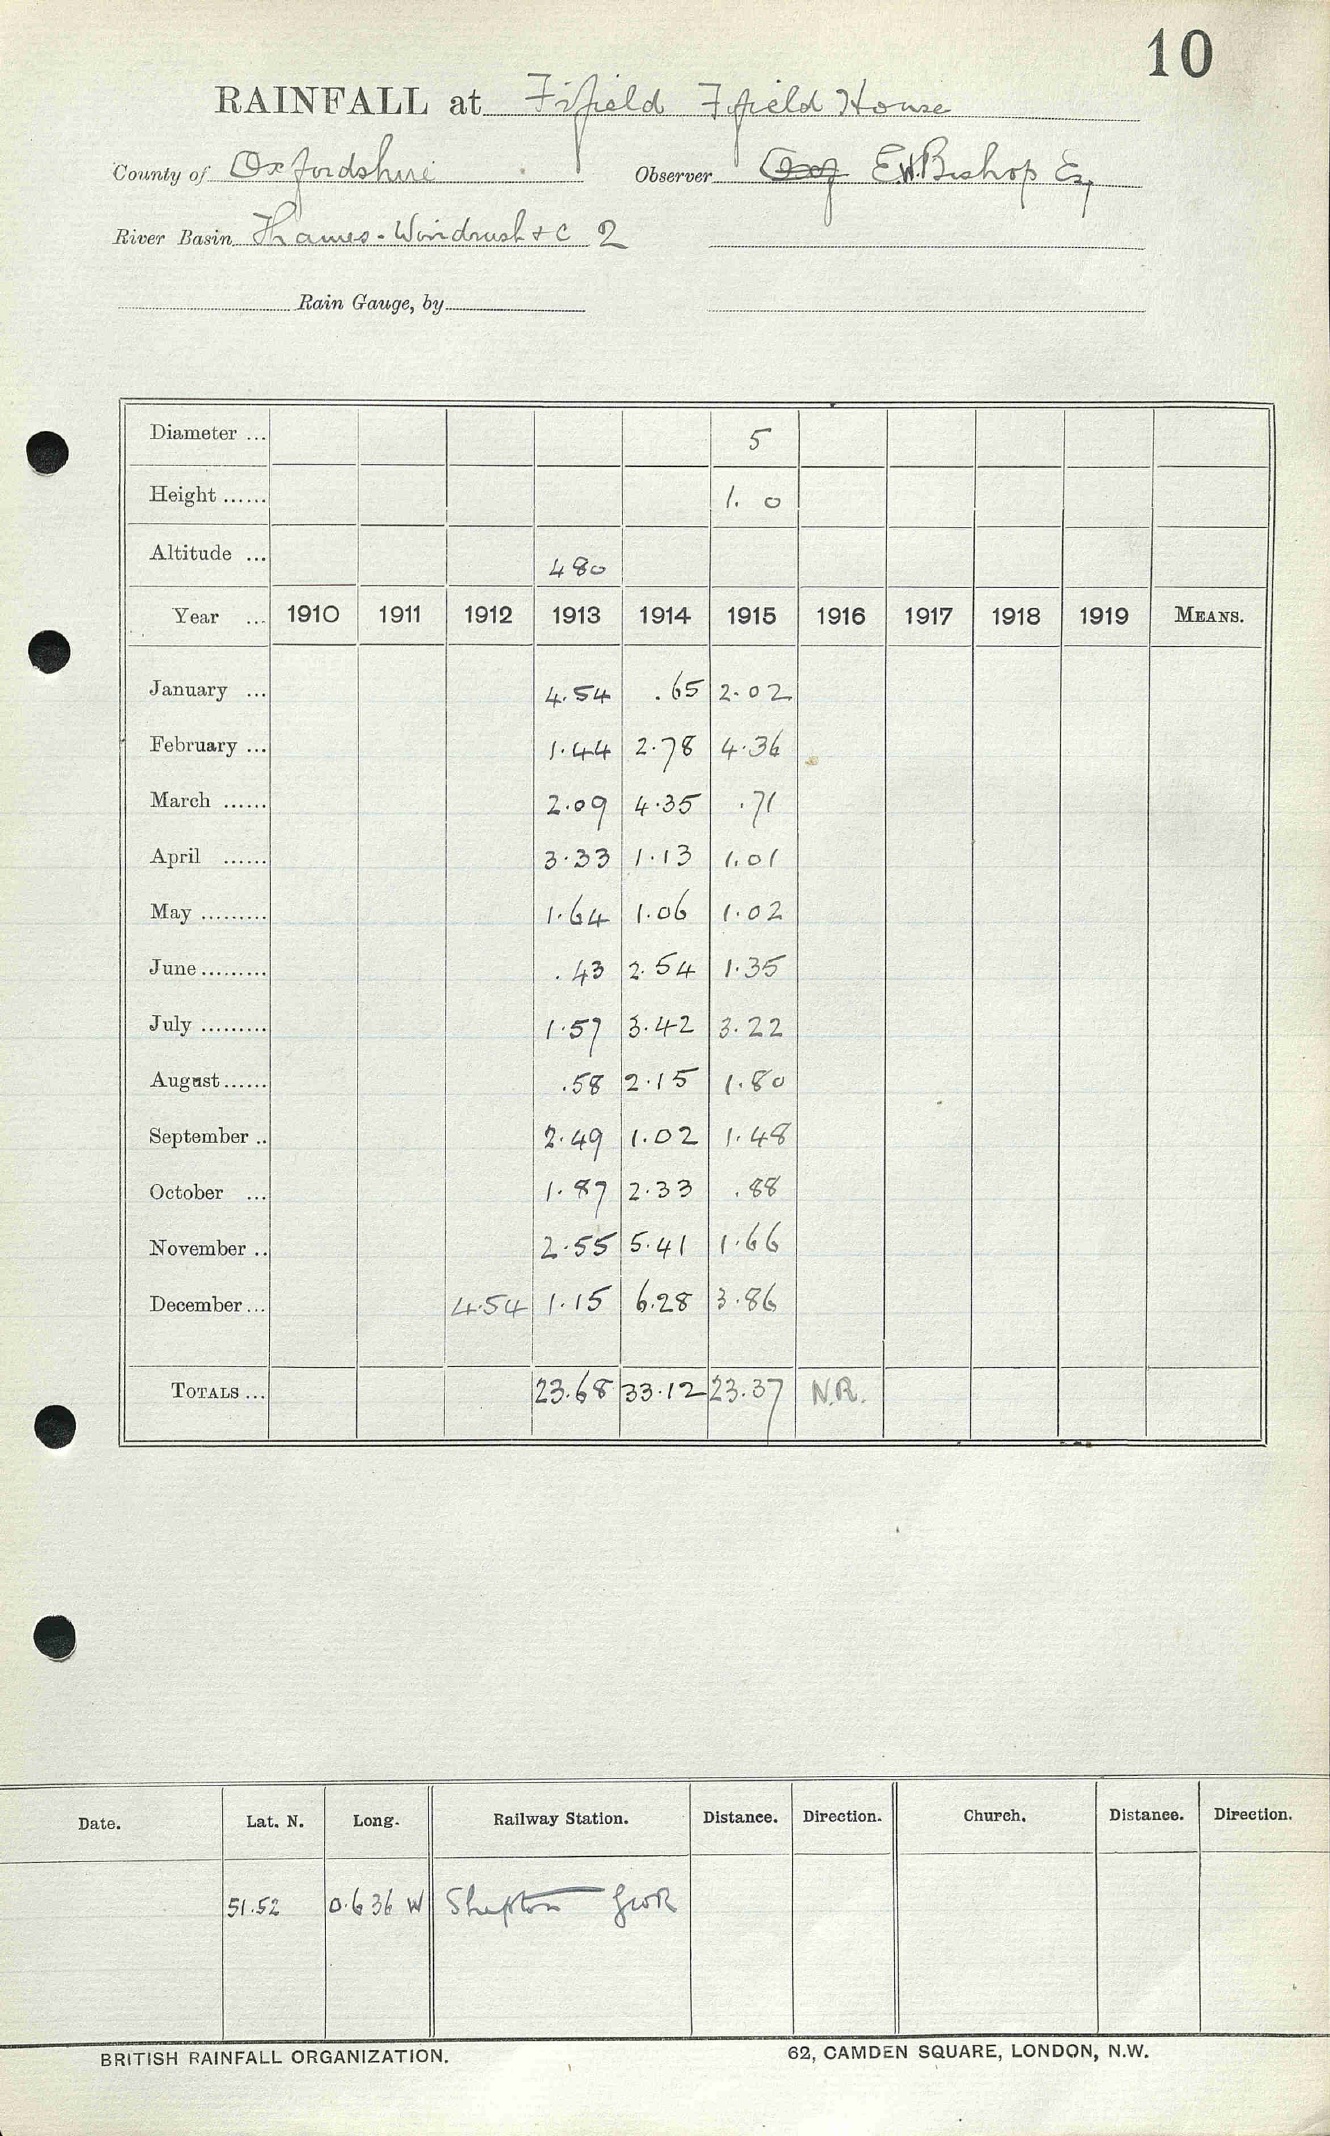 10
RAINFALL at Fifield Fifield House
County of Oxfordshire Observer E.W.Bishop Esq
River Basin Thames - Windrush &c 2
Rain Gauge, by
Diameter ... 5
Height ...... 1. 0
Altitude ... 480
Year ... 1910 1911 1912 1913 1914 1915 1916 1917 1918 1919 MEANS.
January ... 4.54 .65 2.02
February ... 1.44 2.78 4.36
March ...... 2.09 4.35 .71
April ...... 3.33 1.13 1.01
May ......... 1.64 1.06 1.02
June ......... .43 2.54 1.35
July ......... 1.57 3.42 3.22
August ...... .58 2.15 1.80
September .. 2.49 1.02 1.48
October ... 1.87 2.33 .88
November .. 2.55 5.41 1.66
December ... 4.54 1.15 6.28 3.86
TOTALS ... 23.68 33.12 23.37 N.R.
Date. Lat. N. Long. Railway Station. Distance. Direction. Church. Distance. Direction.
51.52 0.6 36 W Shipton GWR
BRITISH RAINFALL ORGANIZATION. 62, CAMDEN SQUARE, LONDON, N.W.